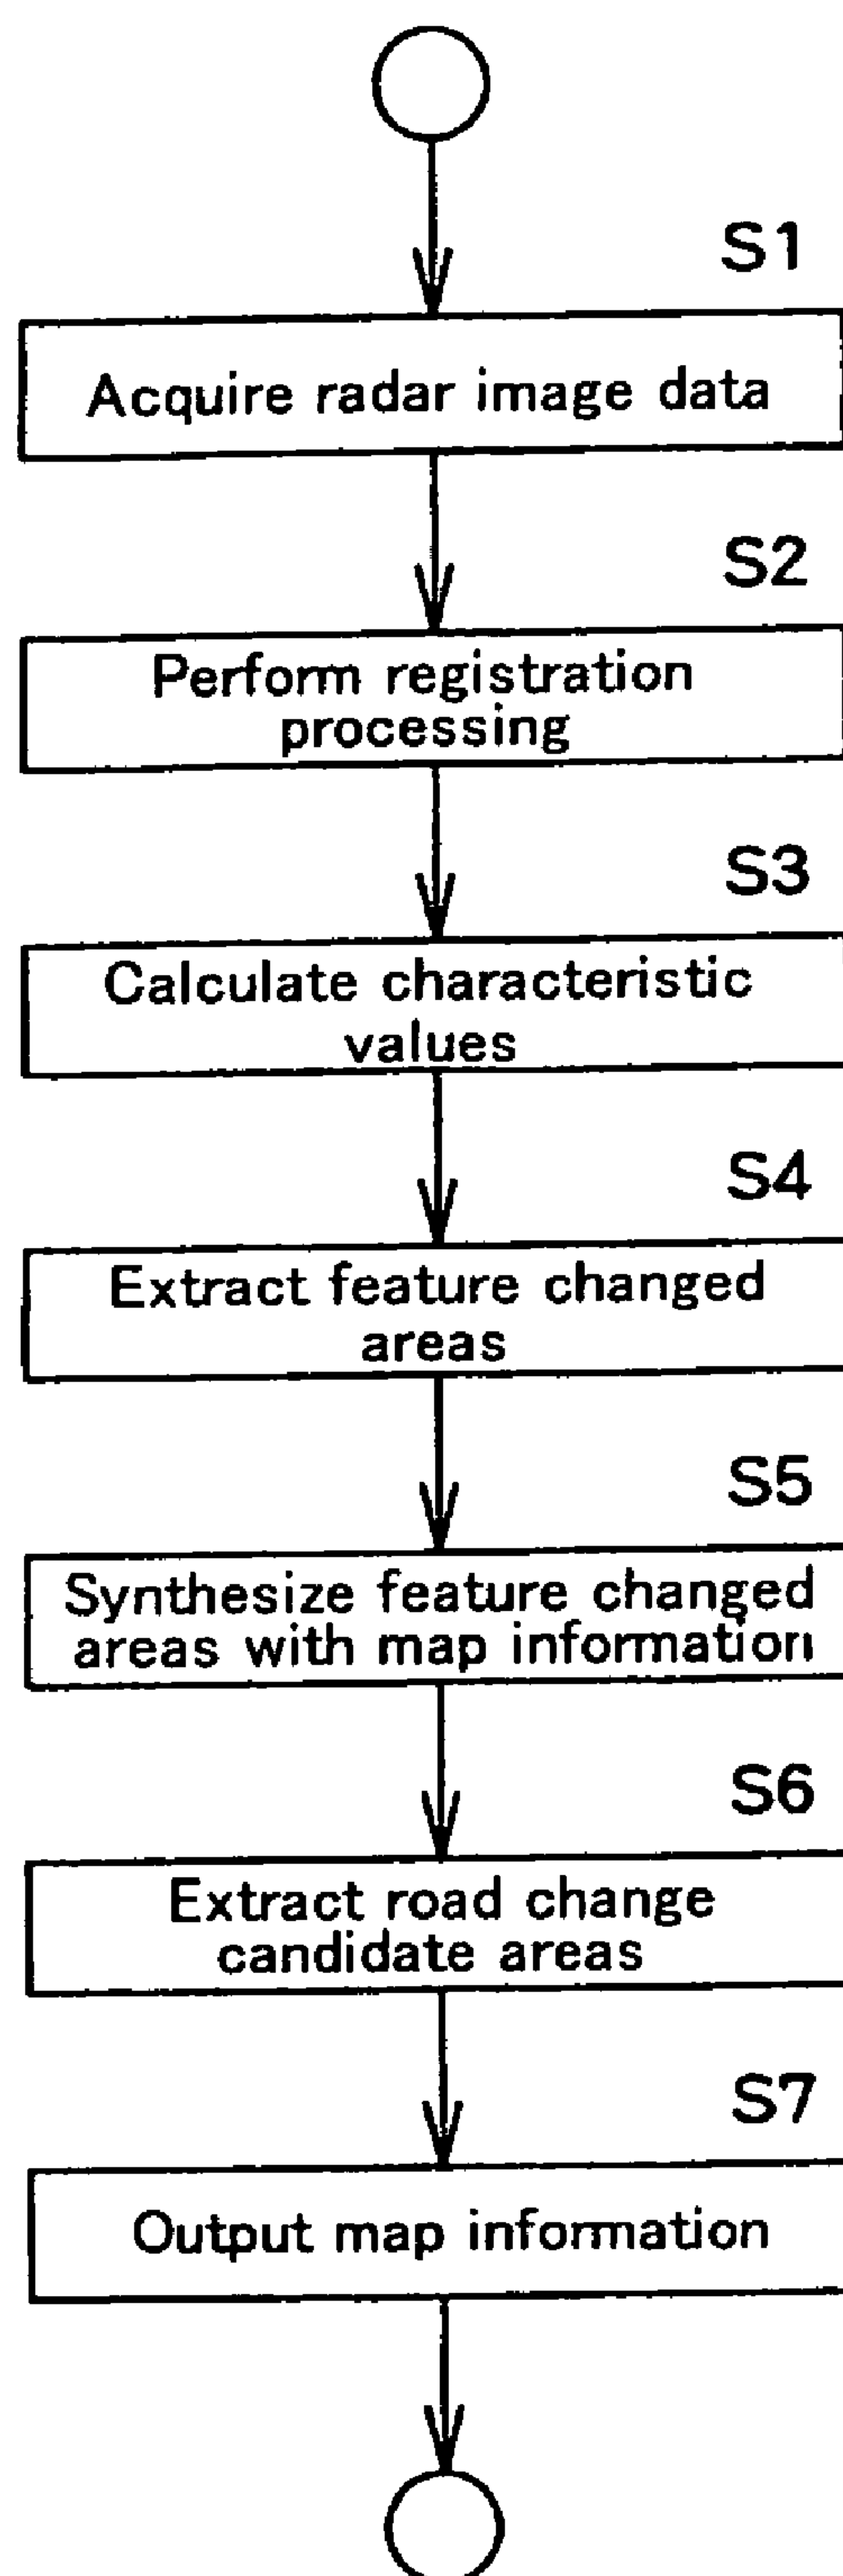 S1
Acquire radar image data
S2
Perform registration
processing
S3
Calculate characteristic
values
S4
Extract feature changed
areas
S5
Synthesize feature changed
areas with map information
S6
Extract road change
candidate areas
S7
Output map information